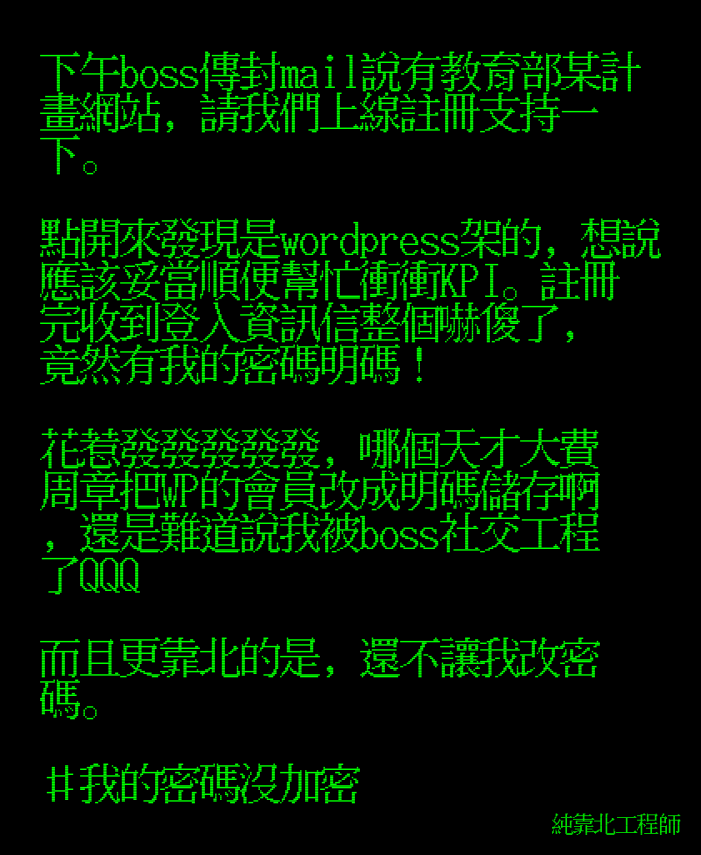 下午boss傳封mail說有教育部某計
畫網站, 請我們上線註冊支持一
下。
點開來發現是wordpress架的, 想說
應該妥當順便幫忙衝衝KPI。註冊
完收到登入資訊信整個嚇傻了,
竟然有我的密碼明碼!
花惹發發發發發, 哪個天才大費
周章把WP的會員改成明碼儲存啊
, 還是難道說我被boss社交工程
了QQQ
而且更靠北的是, 還不讓我改密
碼。
#我的密碼沒加密
純靠北工程師